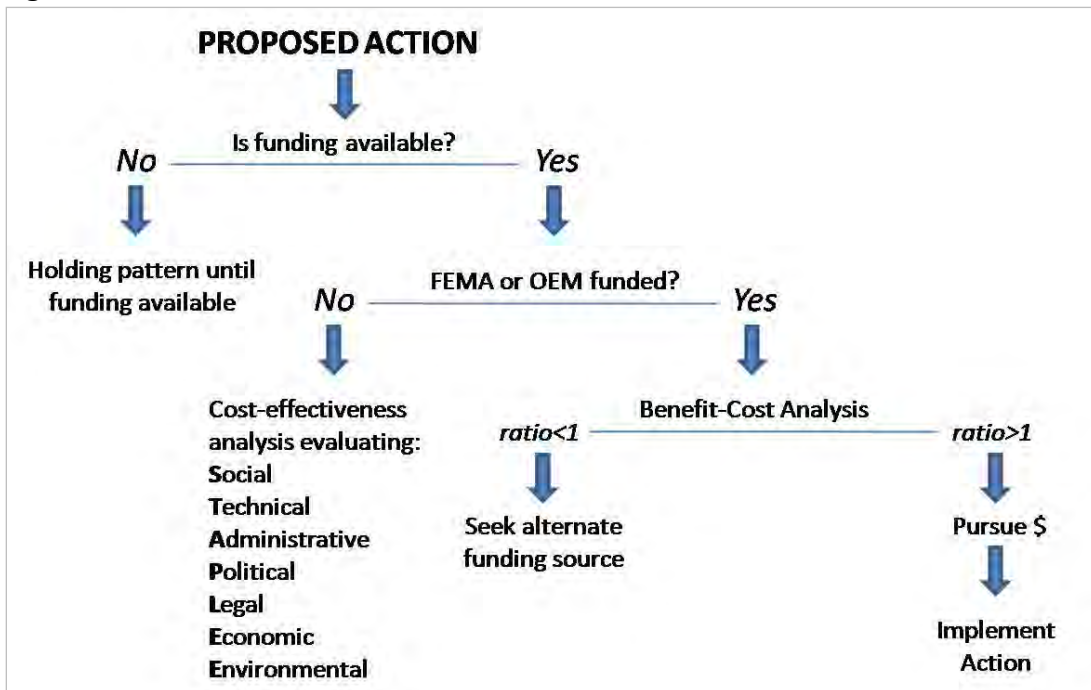 PROPOSED ACTION
Is funding available?
No
Yes
Holding pattern until
funding available
FEMA or OEM funded?
No
Yes
Cost-effectiveness
analysis evaluating:
Social
Technical
Administrative
Political
Legal
Economic
Environmental
Benefit-Cost Analysis
ratio<1
ratio>1
Seek alternate
funding source
Pursue $
Implement
Action